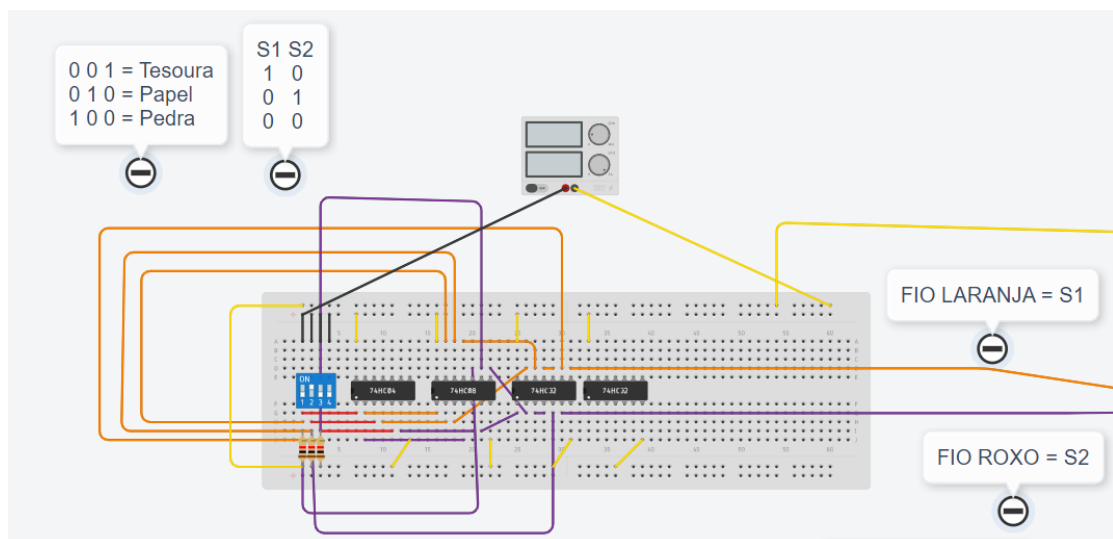 0 0 1 = Tesoura
0 1 0 = Papel
1 0 0 = Pedra
S1 S2
1 0
0 1
0 0
FIO LARANJA = S1
ON
1 2 3 4
74HC04
74HC08
74HC32
74HC32
FIO ROXO = S2